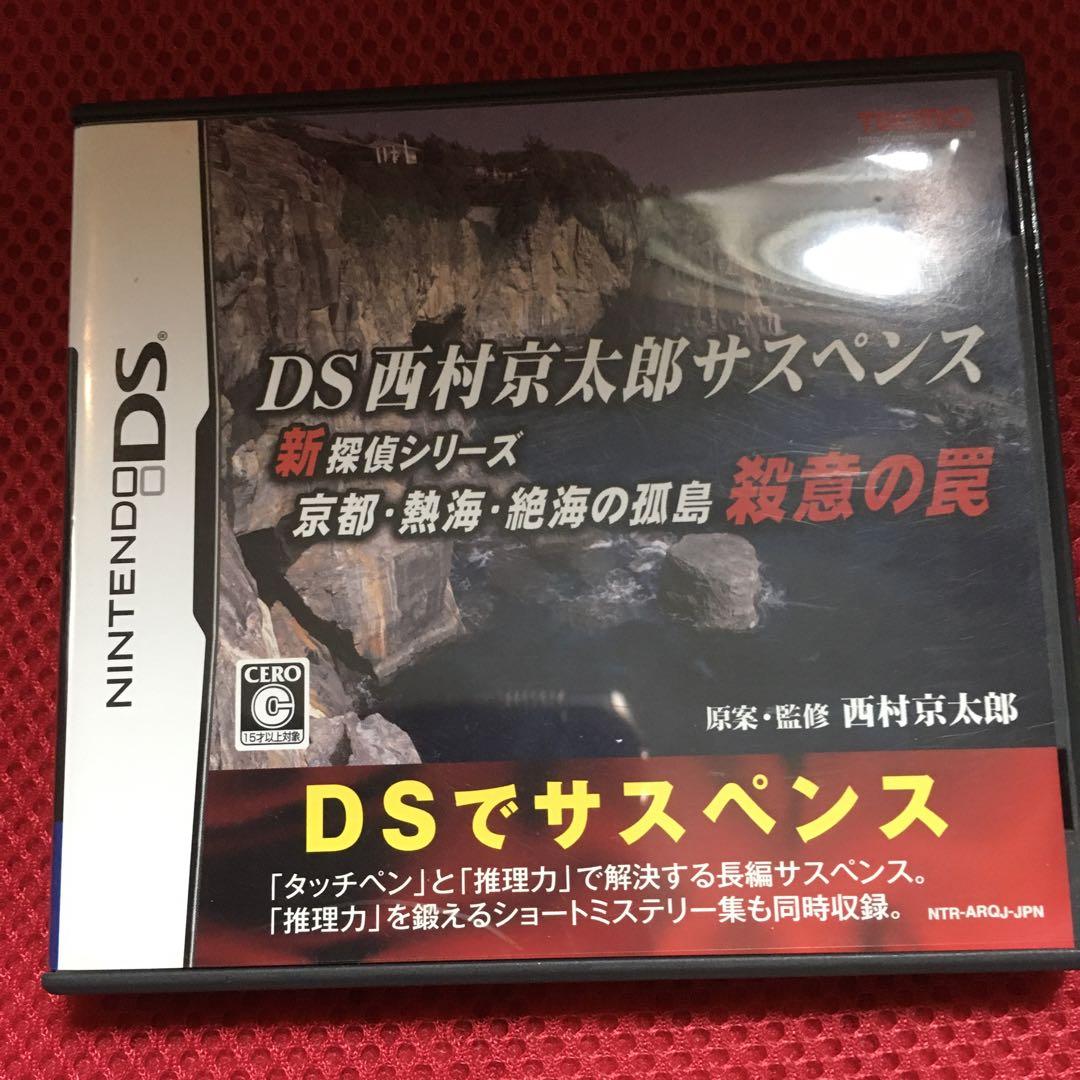 NINTENDO DS®
TECMO
DS西村京太郎サスペンス
新探偵シリーズ
京都・熱海・絶海の孤島 殺意の罠
CERO
C
15才以上対象
原案・監修 西村京太郎
DSでサスペンス
「タッチペン」と「推理力」で解決する長編サスペンス。
「推理力」を鍛えるショートミステリー集も同時収録。
NTR-ARQJ-JPN